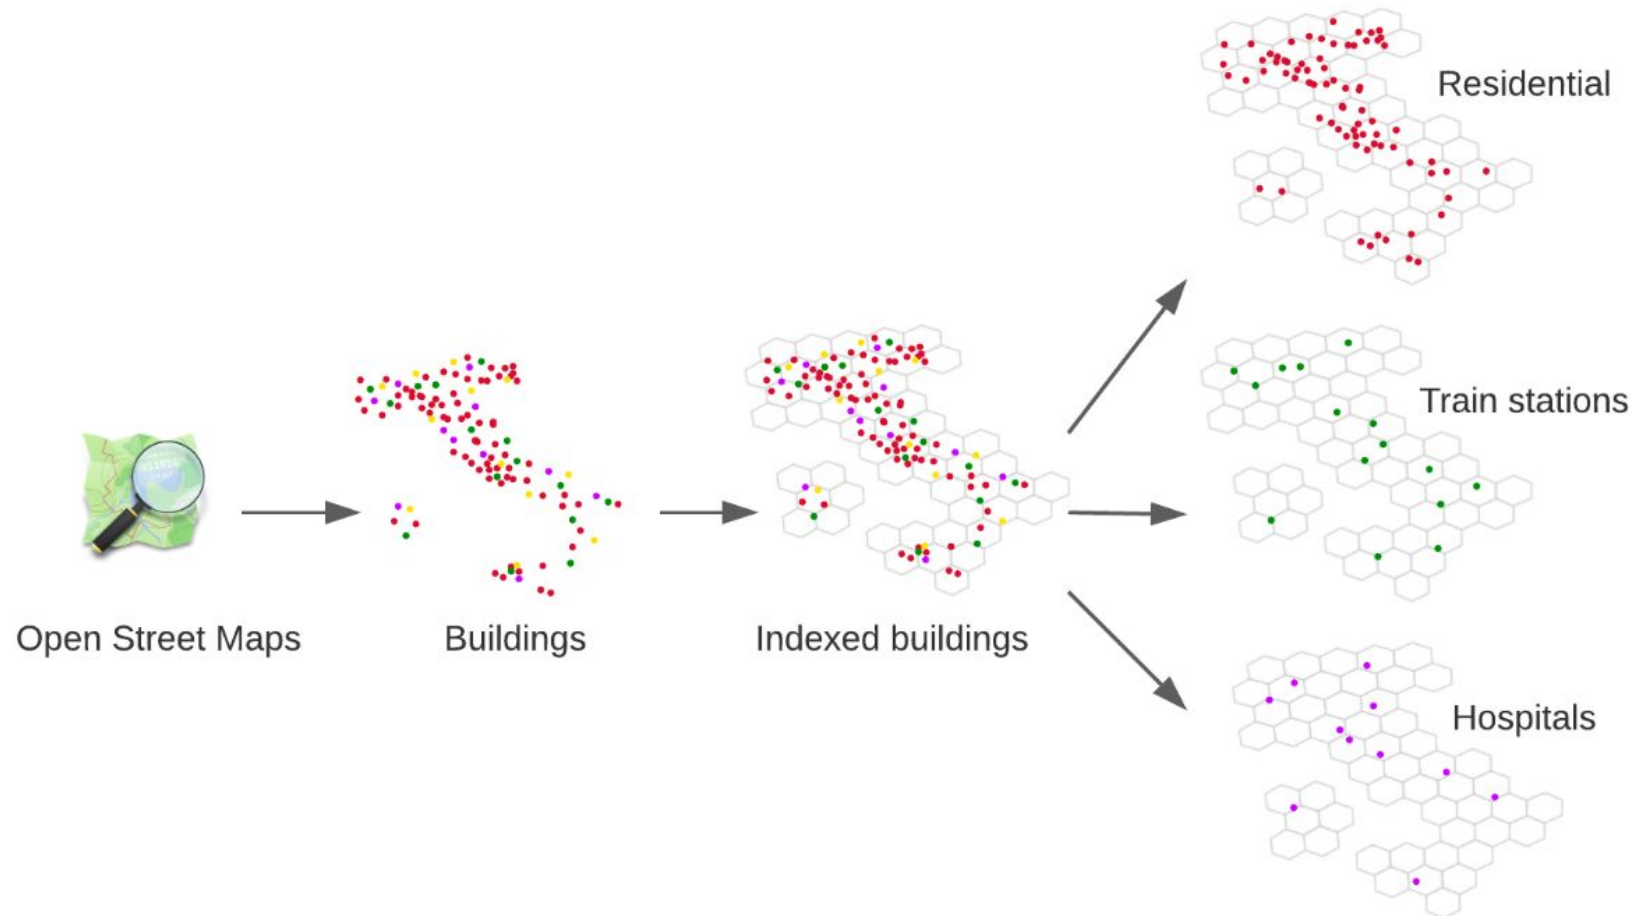 Residential
Train stations
Open Street Maps
Buildings
Indexed buildings
Hospitals